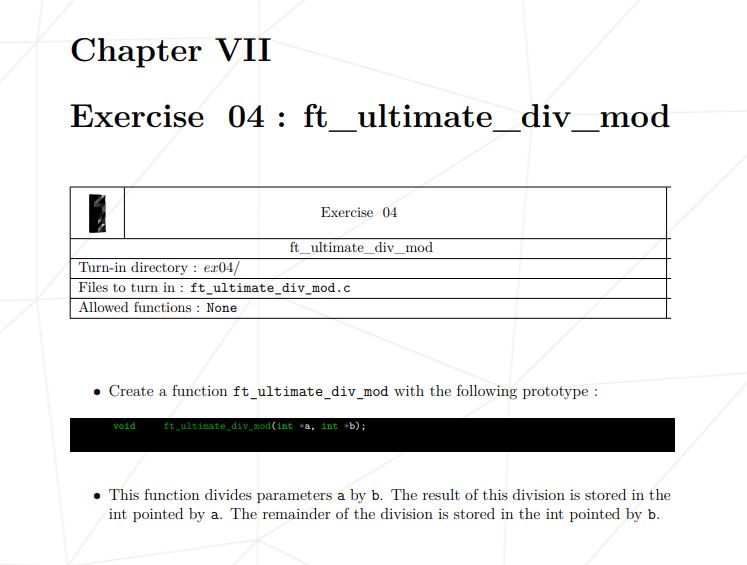 Chapter VII
Exercise 04 : ft_ultimate_div_mod
Exercise 04
ft_ultimate_div_mod
Turn-in directory : ex04/
Files to turn in : ft_ultimate_div_mod.c
Allowed functions : None
• Create a function ft_ultimate_div_mod with the following prototype :
void ft_ultimate_div_mod(int *a, int *b);
• This function divides parameters a by b. The result of this division is stored in the
int pointed by a. The remainder of the division is stored in the int pointed by b.